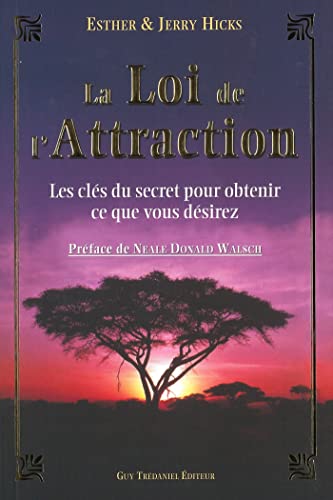 ESTHER & JERRY HICKS
La Loi de
l'Attraction
Les clés du secret pour obtenir
ce que vous désirez
Préface de NEALE DONALD WALSCH
GUY TRÉDANIEL ÉDITEUR